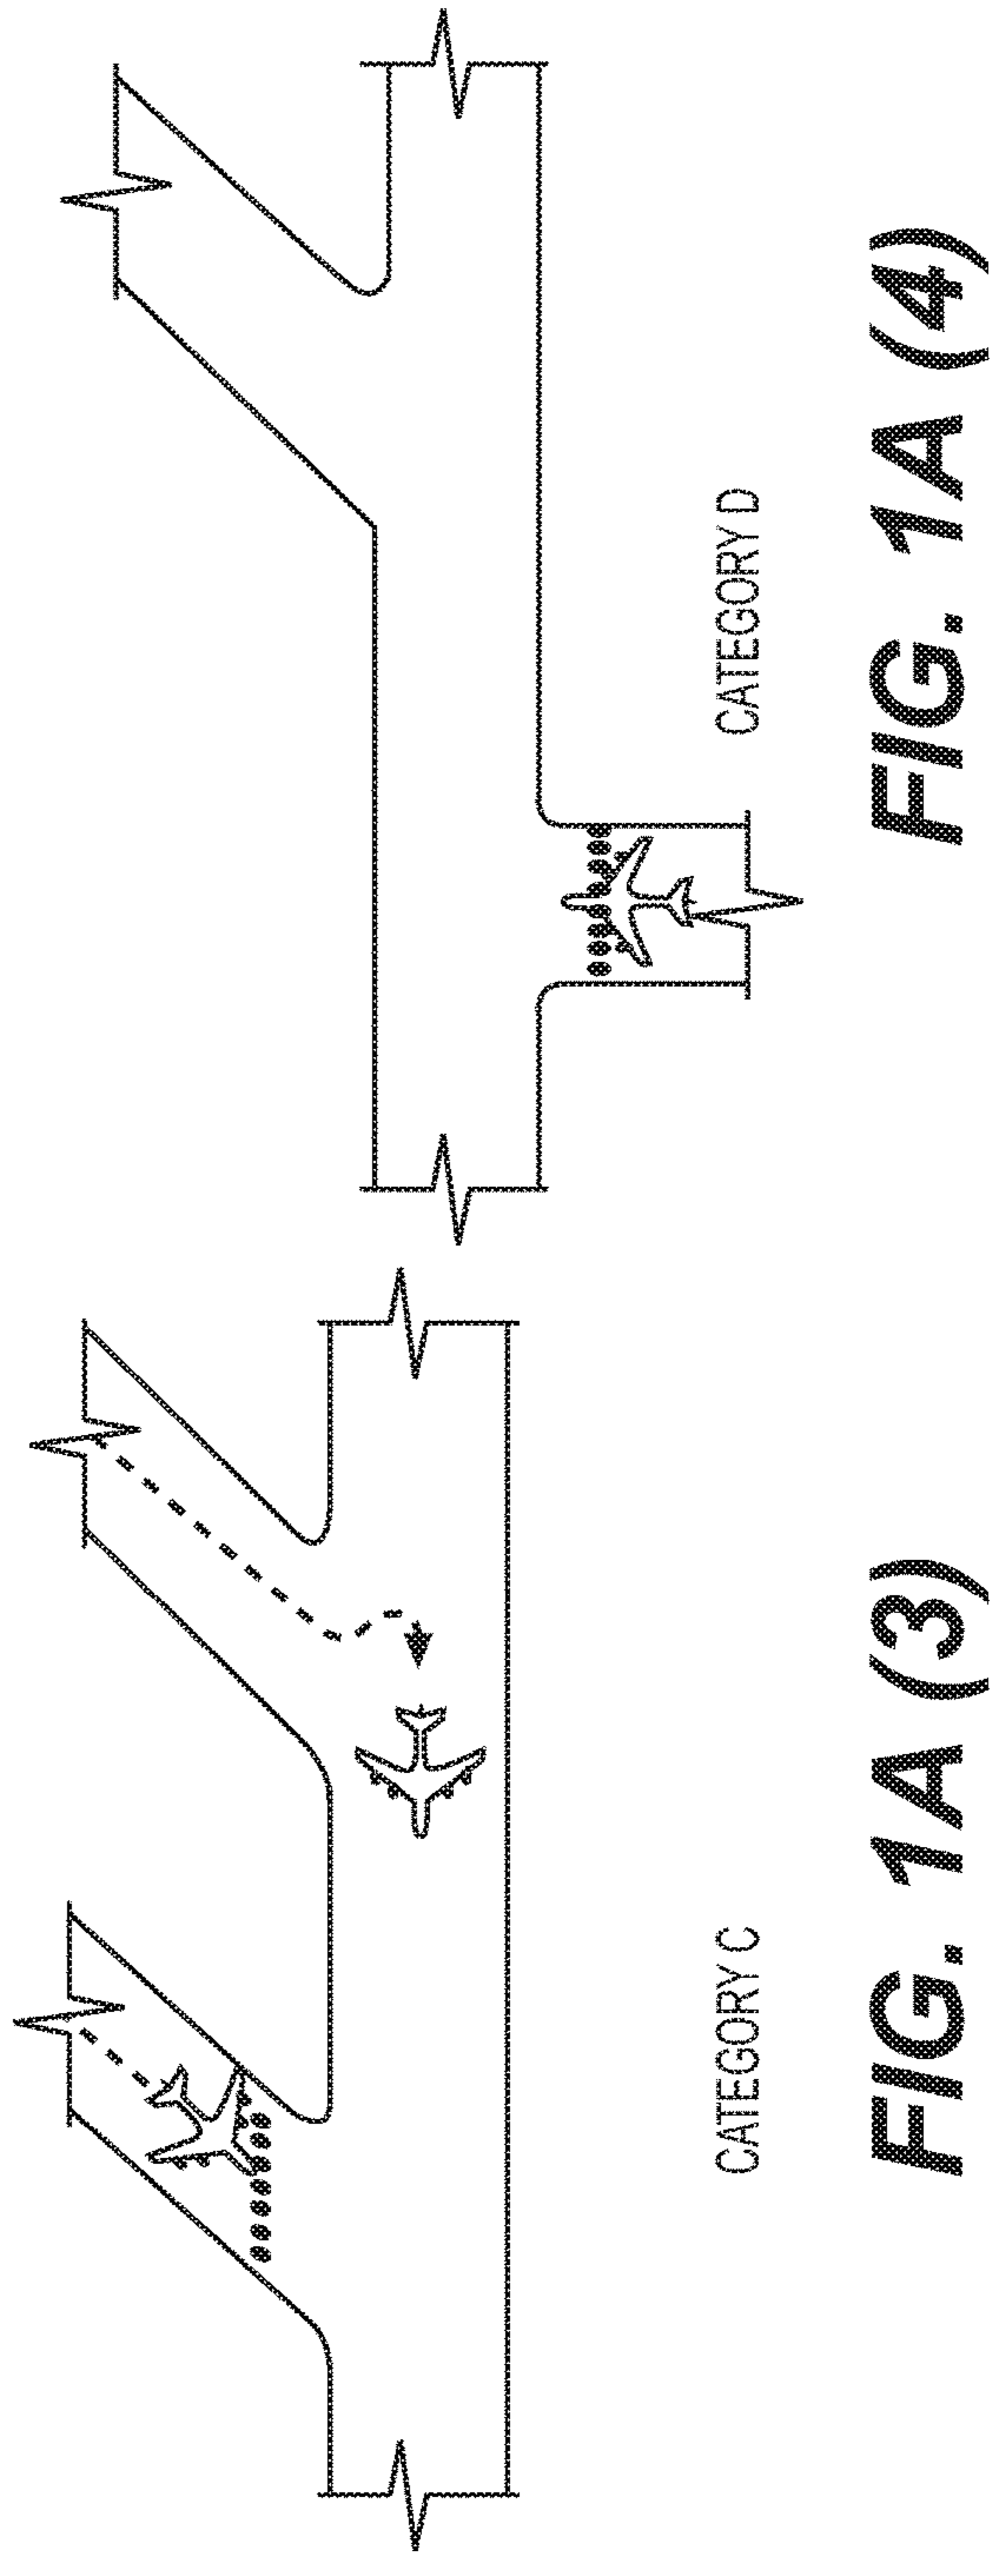 CATEGORY C
FIG. 1A (3)
CATEGORY D
FIG. 1A (4)